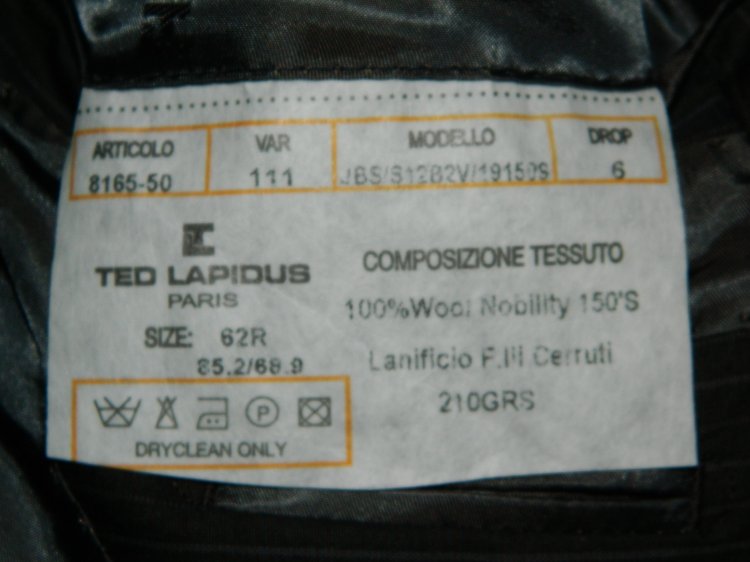 ARTICOLO VAR MODELLO DROP
8165-50 111 JBS/S12B2V/19150S 6
TED LAPIDUS
PARIS
SIZE: 62R
85.2/68.9
DRYCLEAN ONLY
COMPOSIZIONE TESSUTO
100%Wool Nobility 150'S
Lanificio F.lli Cerruti
210GRS